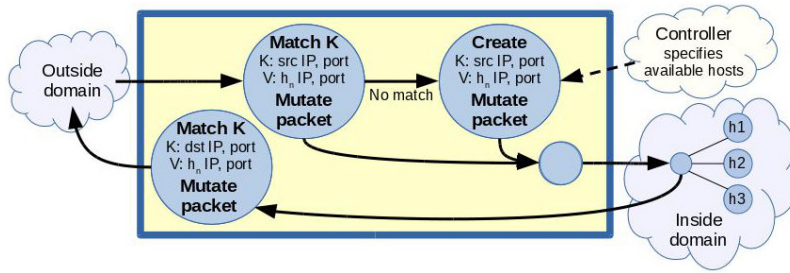 Outside
domain
Match K
K: src IP, port
V: hn IP, port
Mutate
packet
No match
Create
K: src IP, port
V: hn IP, port
Mutate
packet
Controller
specifies
available hosts
Match K
K: dst IP, port
V: hn IP, port
Mutate
packet
h1
h2
h3
Inside
domain